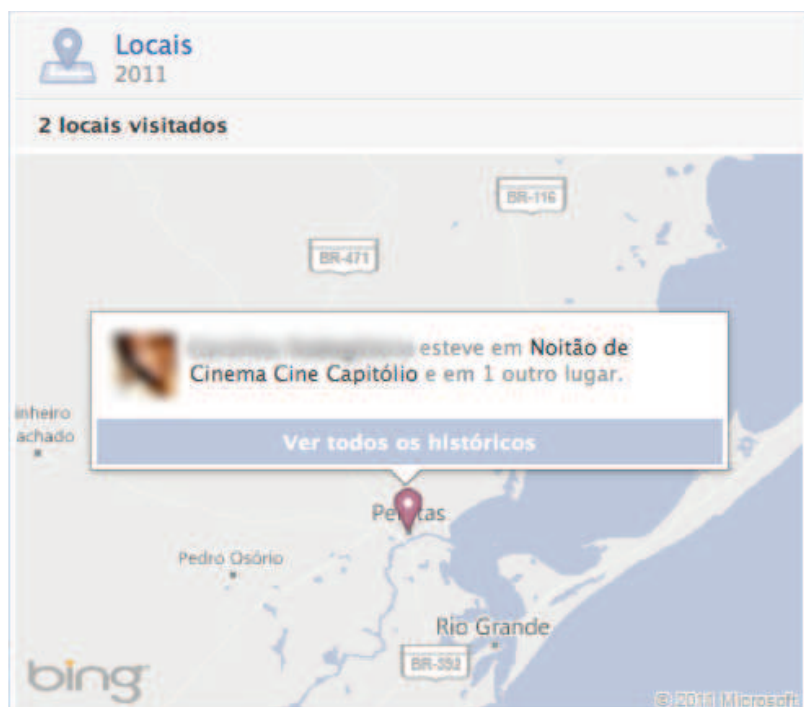 Locais
2011
2 locais visitados
BR-116
BR-471
esteve em Noitão de
Cinema Cine Capitólio e em 1 outro lugar.
inheiro
achado
Ver todos os históricos
Pedro Osório
Rio Grande
BR-392
bing
© 2011 Microsoft